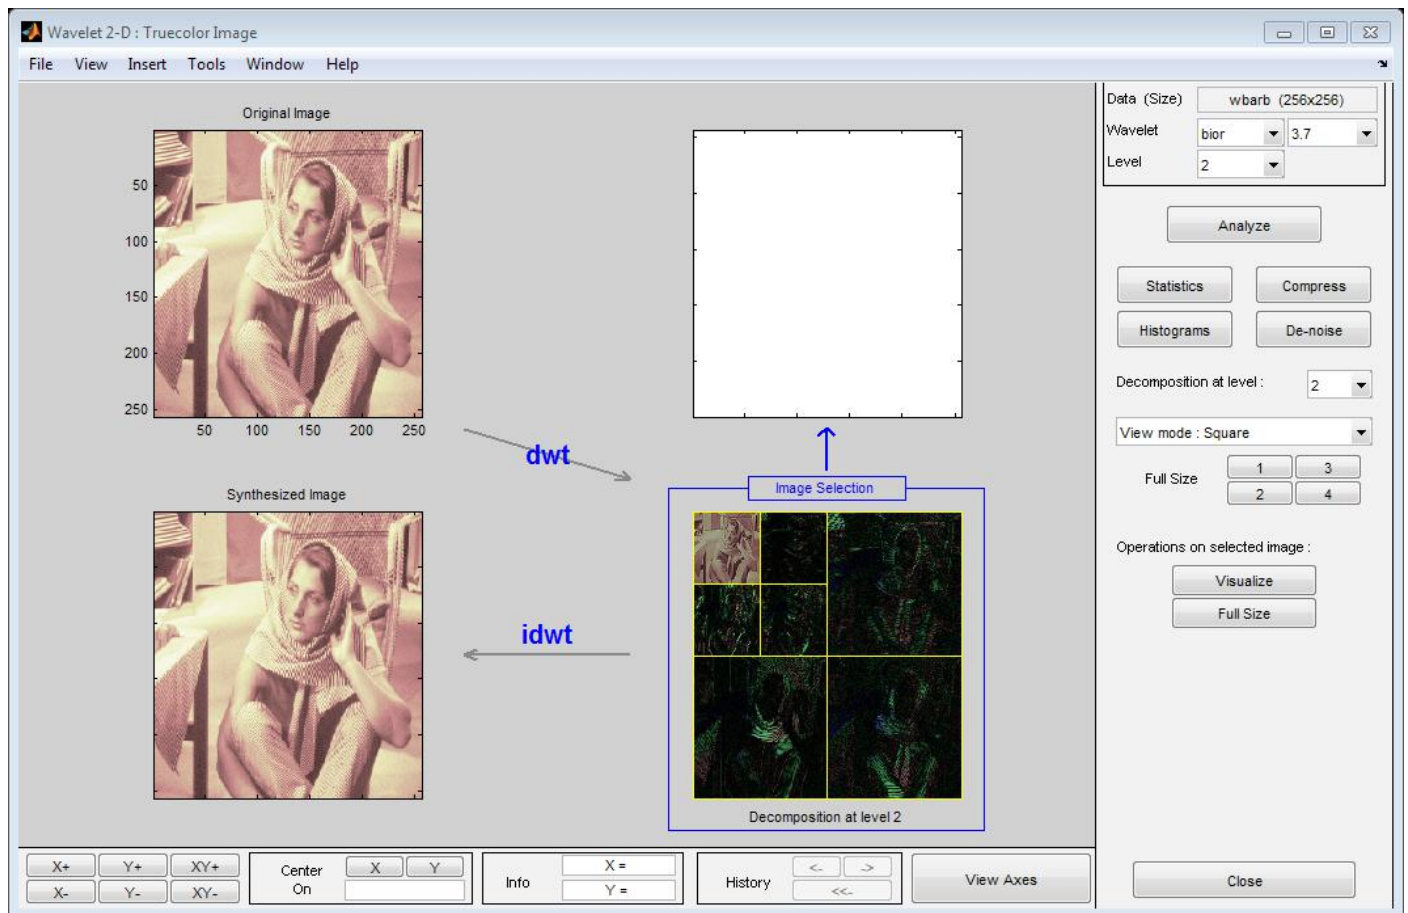 Wavelet 2-D : Truecolor Image
File View Insert Tools Window Help
Original Image
50
100
150
200
250
50 100 150 200 250
dwt
Synthesized Image
idwt
Image Selection
Decomposition at level 2
Data (Size) wbarb (256x256)
Wavelet bior 3.7
Level 2
Analyze
Statistics Compress
Histograms De-noise
Decomposition at level : 2
View mode : Square
Full Size 1 3
2 4
Operations on selected image :
Visualize
Full Size
X+ Y+ XY+
X- Y- XY-
Center On X Y
Info X =
Y =
History <- ->
<<-
View Axes
Close